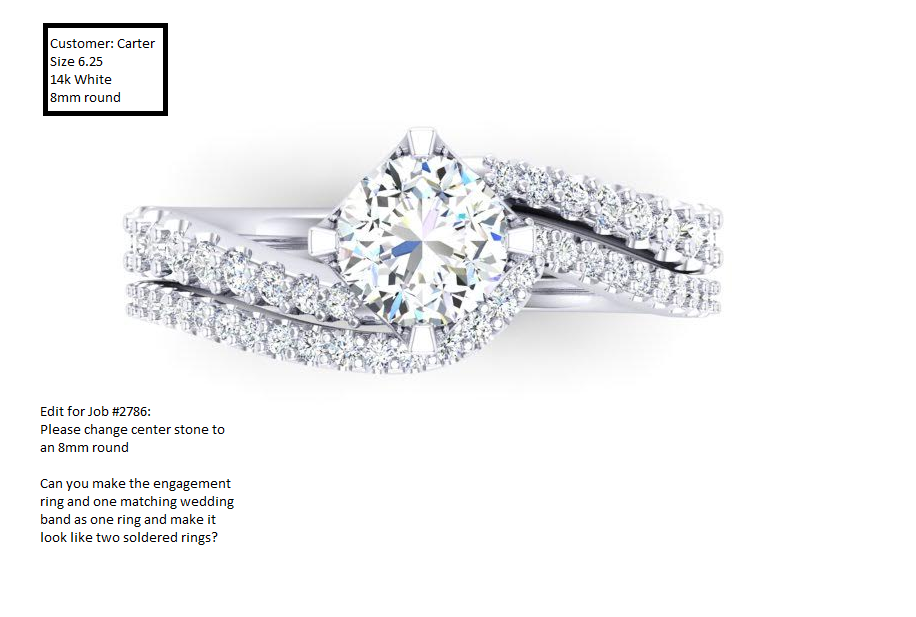 Customer: Carter
Size 6.25
14k White
8mm round
Edit for Job #2786:
Please change center stone to
an 8mm round
Can you make the engagement
ring and one matching wedding
band as one ring and make it
look like two soldered rings?